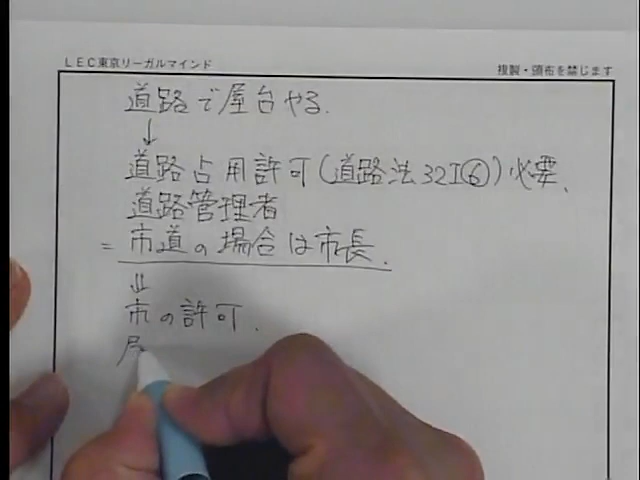 LEC東京リーガルマインド
複製・頒布を禁じます
道路で屋台やる.
↓
道路占用許可(道路法32I⑥)必要、
道路管理者
=市道の場合は市長.
⇓
市の許可.